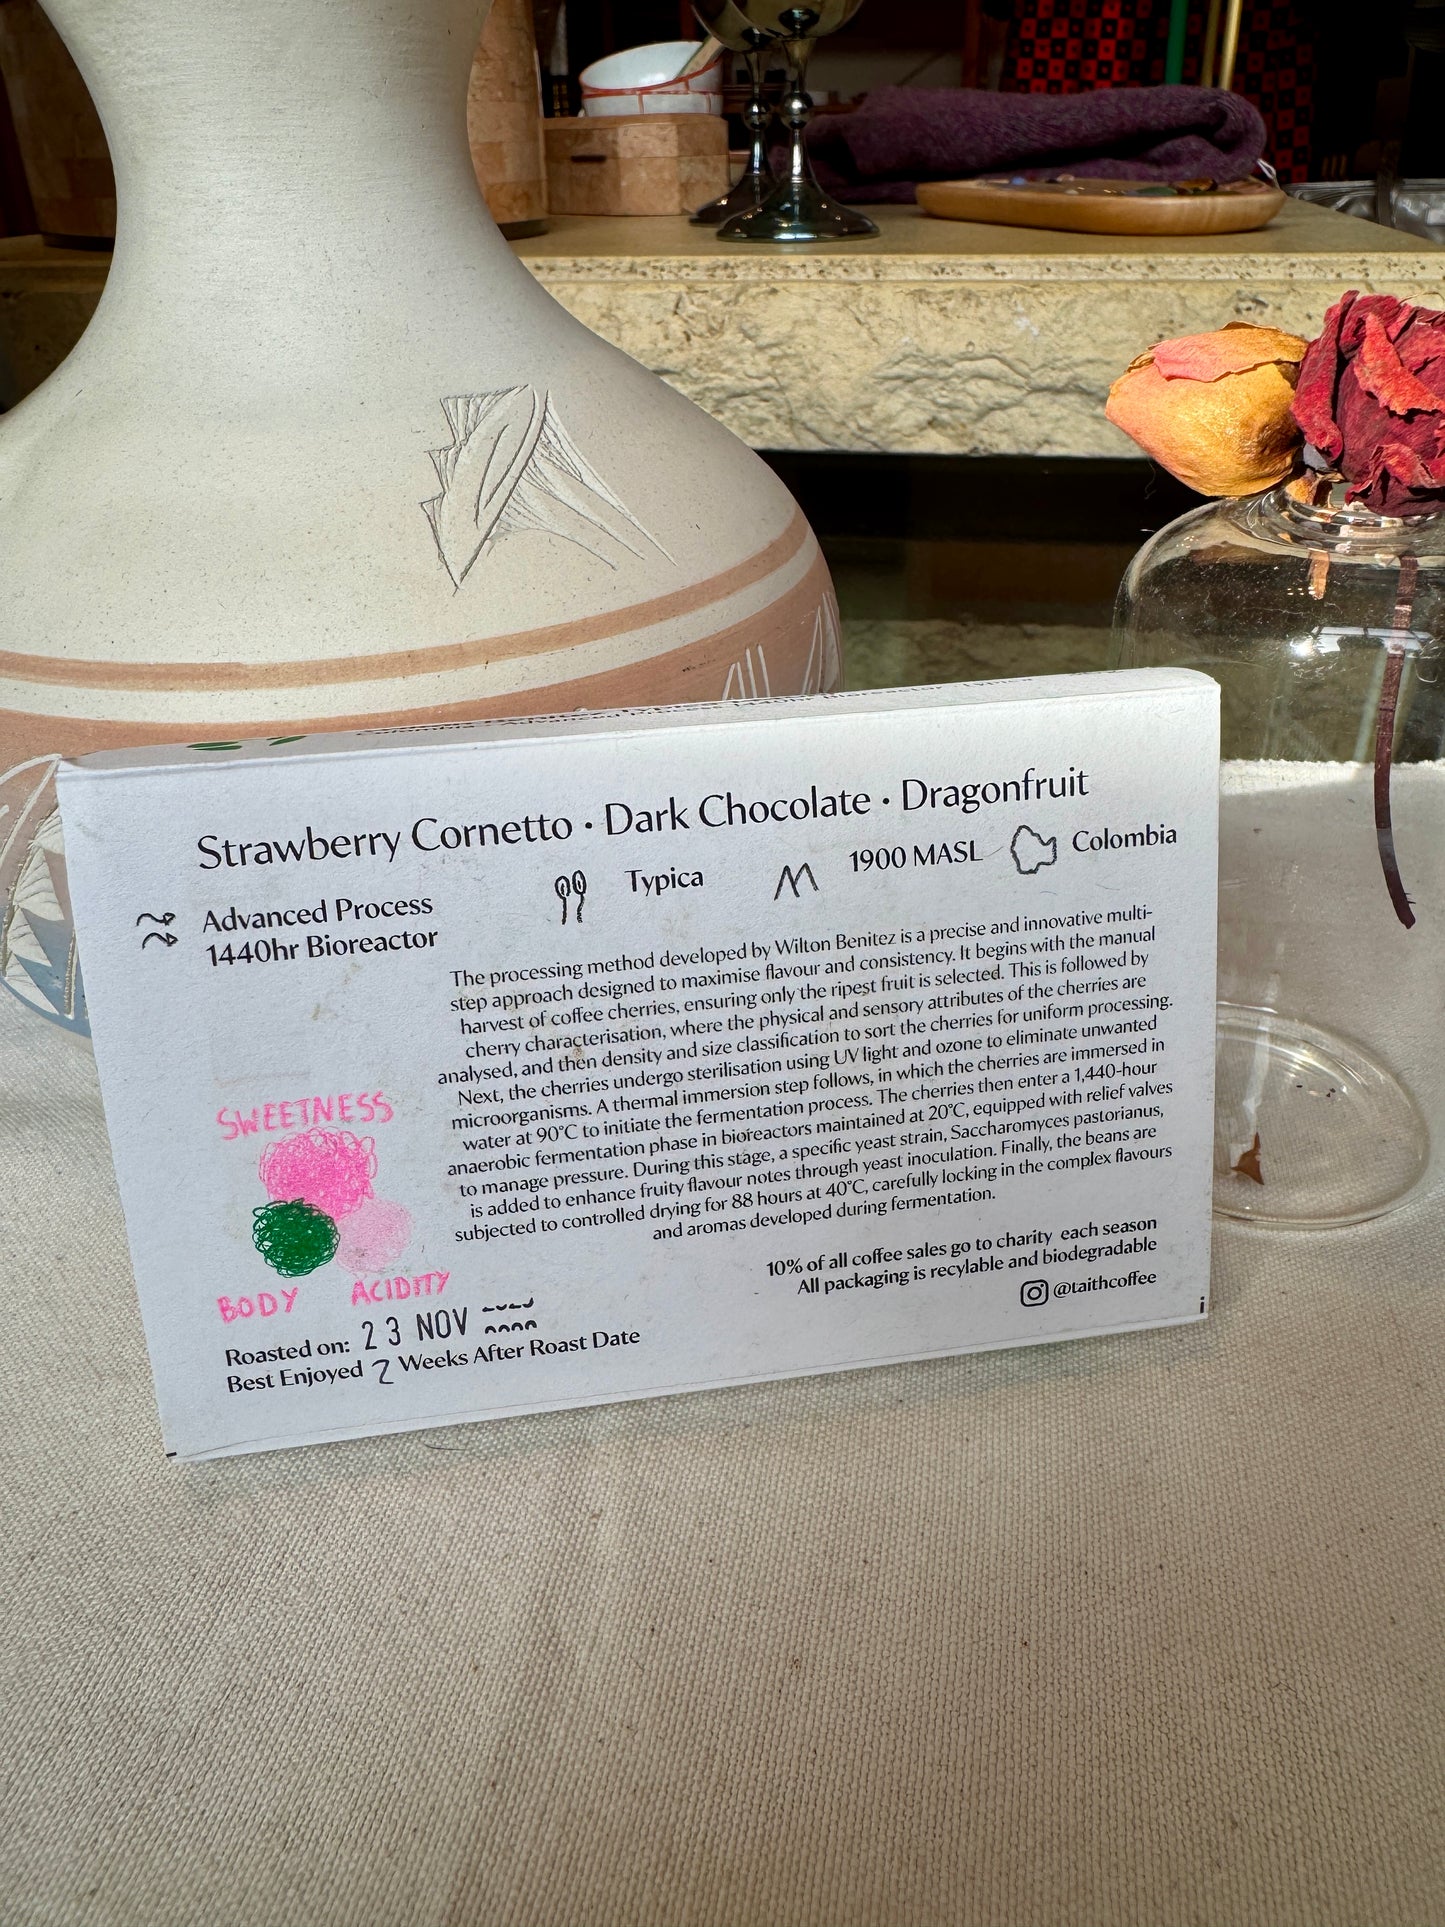 1440hr Bioreactor
Strawberry Cornetto · Dark Chocolate · Dragonfruit
Advanced Process
1440hr Bioreactor
Typica
1900 MASL
Colombia
The processing method developed by Wilton Benitez is a precise and innovative multi-
step approach designed to maximise flavour and consistency. It begins with the manual
harvest of coffee cherries, ensuring only the ripest fruit is selected. This is followed by
cherry characterisation, where the physical and sensory attributes of the cherries are
analysed, and then density and size classification to sort the cherries for uniform processing.
Next, the cherries undergo sterilisation using UV light and ozone to eliminate unwanted
microorganisms. A thermal immersion step follows, in which the cherries are immersed in
water at 90°C to initiate the fermentation process. The cherries then enter a 1,440-hour
anaerobic fermentation phase in bioreactors maintained at 20°C, equipped with relief valves
to manage pressure. During this stage, a specific yeast strain, Saccharomyces pastorianus,
is added to enhance fruity flavour notes through yeast inoculation. Finally, the beans are
subjected to controlled drying for 88 hours at 40°C, carefully locking in the complex flavours
and aromas developed during fermentation.
SWEETNESS
BODY
ACIDITY
10% of all coffee sales go to charity each season
All packaging is recylable and biodegradable
@taithcoffee
Roasted on: 23 NOV
Best Enjoyed 2 Weeks After Roast Date